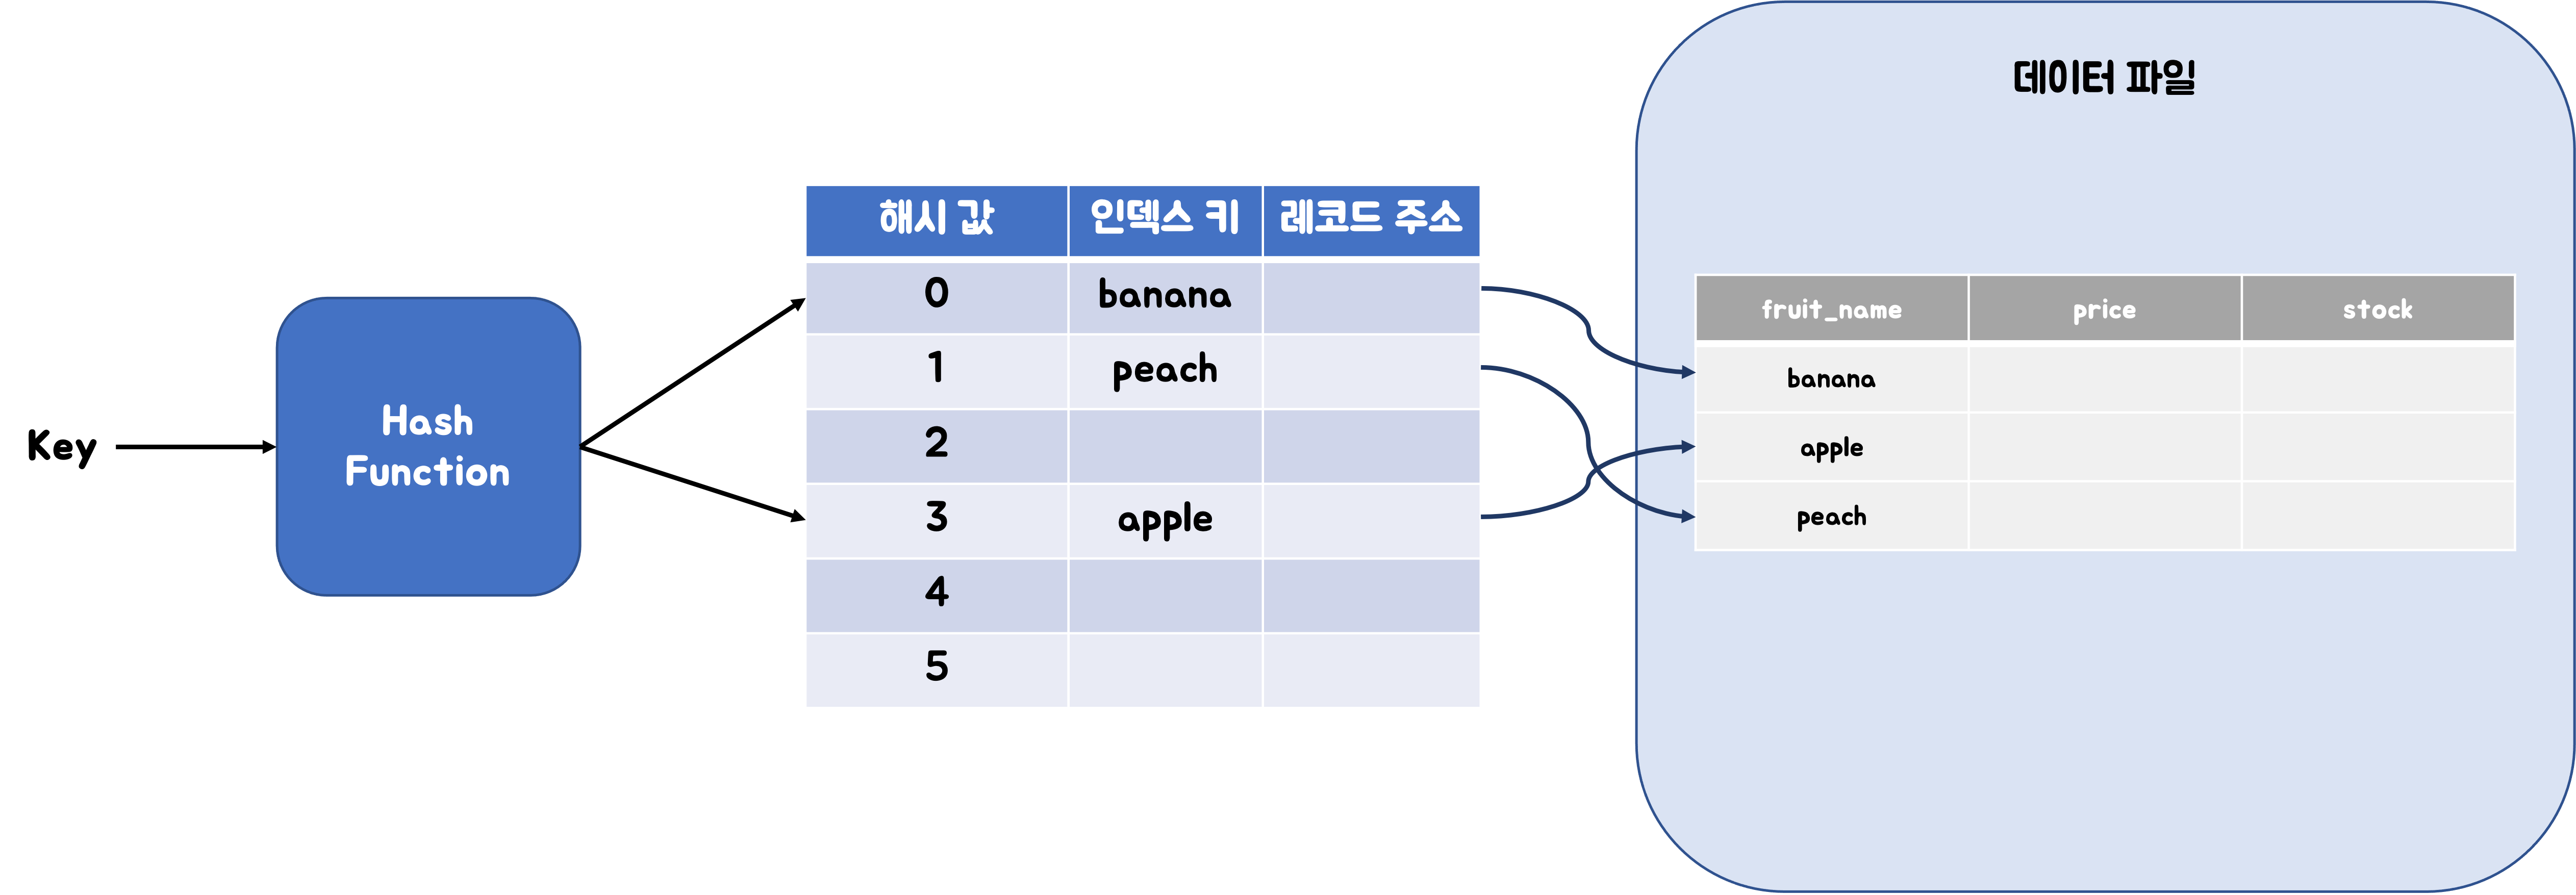 Key
Hash
Function
해시 값 인덱스 키 레코드 주소
0 banana
1 peach
2
3 apple
4
5
데이터 파일
fruit_name price stock
banana
apple
peach